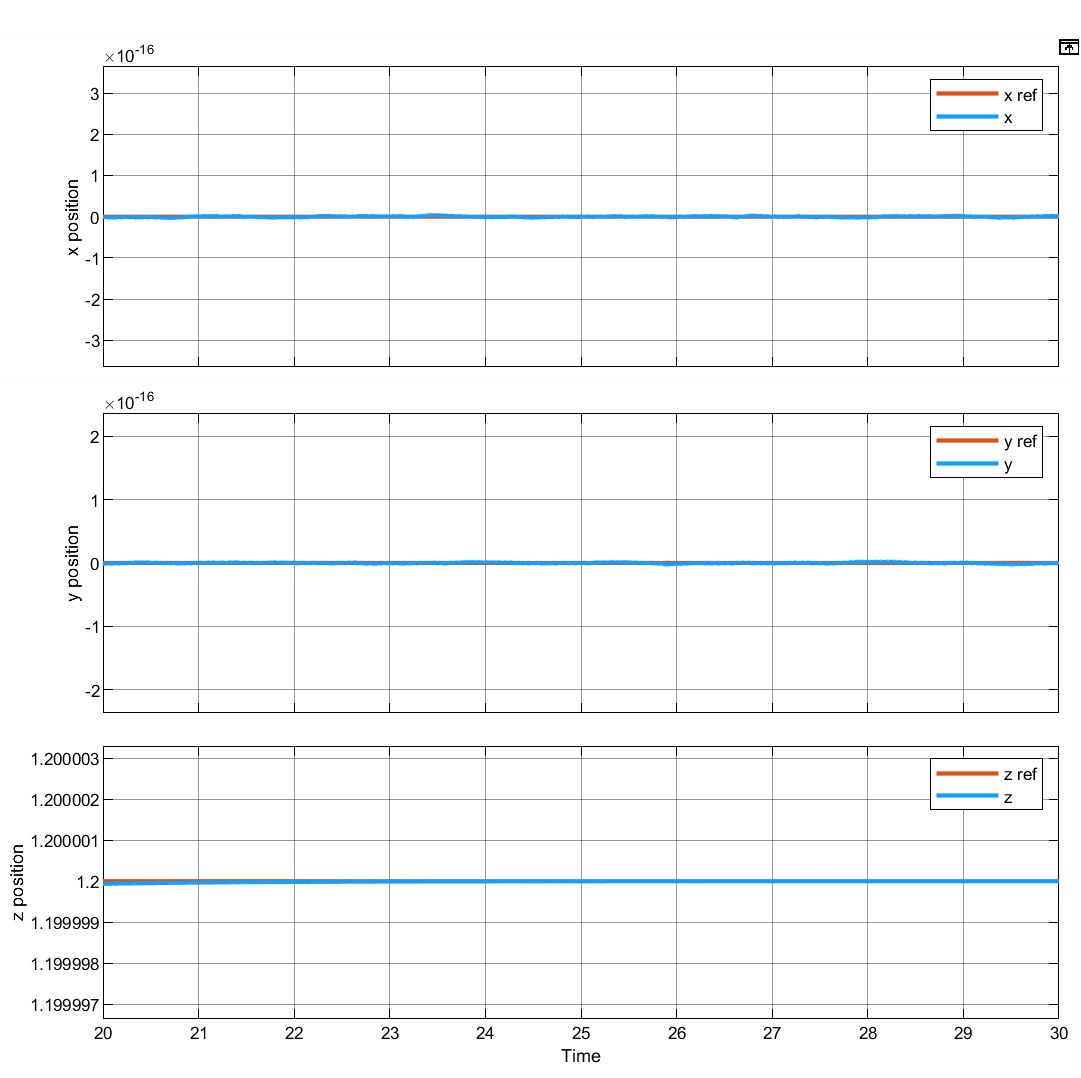 ×10-16
3
2
1
0
-1
-2
-3
x position
x ref
x
×10-16
2
1
0
-1
-2
y position
y ref
y
1.200003
1.200002
1.200001
1.2
1.199999
1.199998
1.199997
z position
z ref
z
20 21 22 23 24 25 26 27 28 29 30
Time